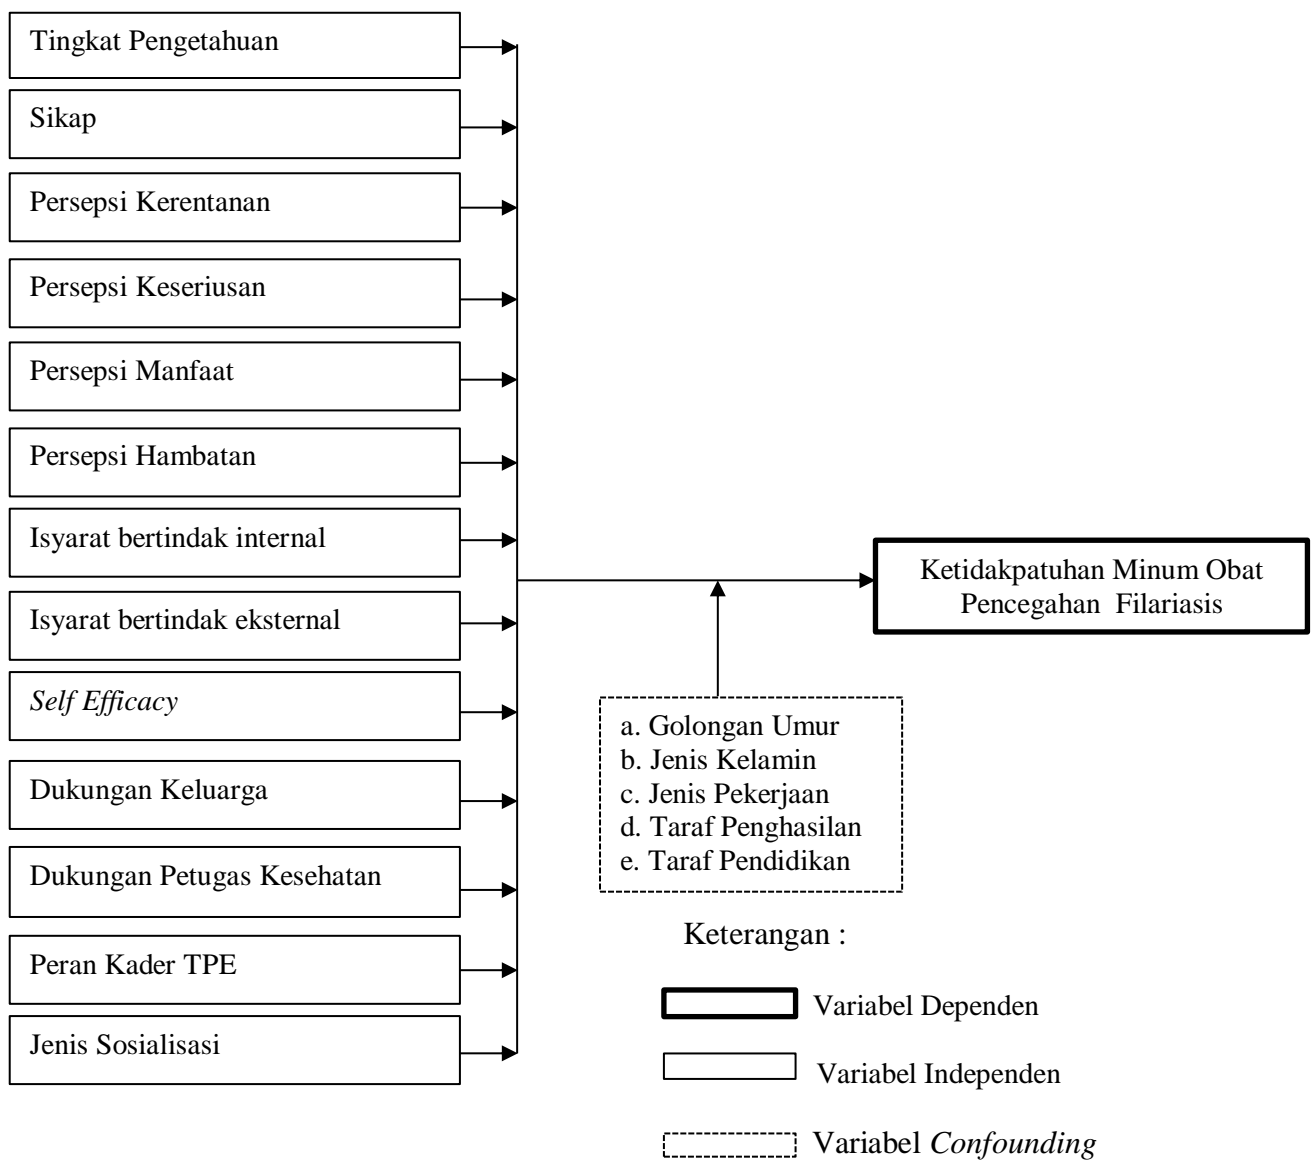 Tingkat Pengetahuan
Sikap
Persepsi Kerentanan
Persepsi Keseriusan
Persepsi Manfaat
Persepsi Hambatan
Isyarat bertindak internal
Isyarat bertindak eksternal
Self Efficacy
Dukungan Keluarga
Dukungan Petugas Kesehatan
Peran Kader TPE
Jenis Sosialisasi
Ketidakpatuhan Minum Obat
Pencegahan Filariasis
a. Golongan Umur
b. Jenis Kelamin
c. Jenis Pekerjaan
d. Taraf Penghasilan
e. Taraf Pendidikan
Keterangan :
Variabel Dependen
Variabel Independen
Variabel Confounding